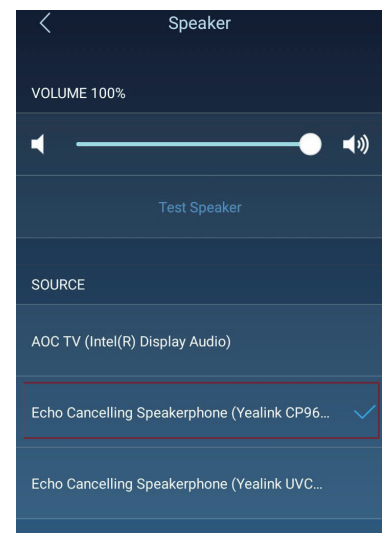 Speaker
VOLUME 100%
Test Speaker
SOURCE
AOC TV (Intel(R) Display Audio)
Echo Cancelling Speakerphone (Yealink CP96...
Echo Cancelling Speakerphone (Yealink UVC...